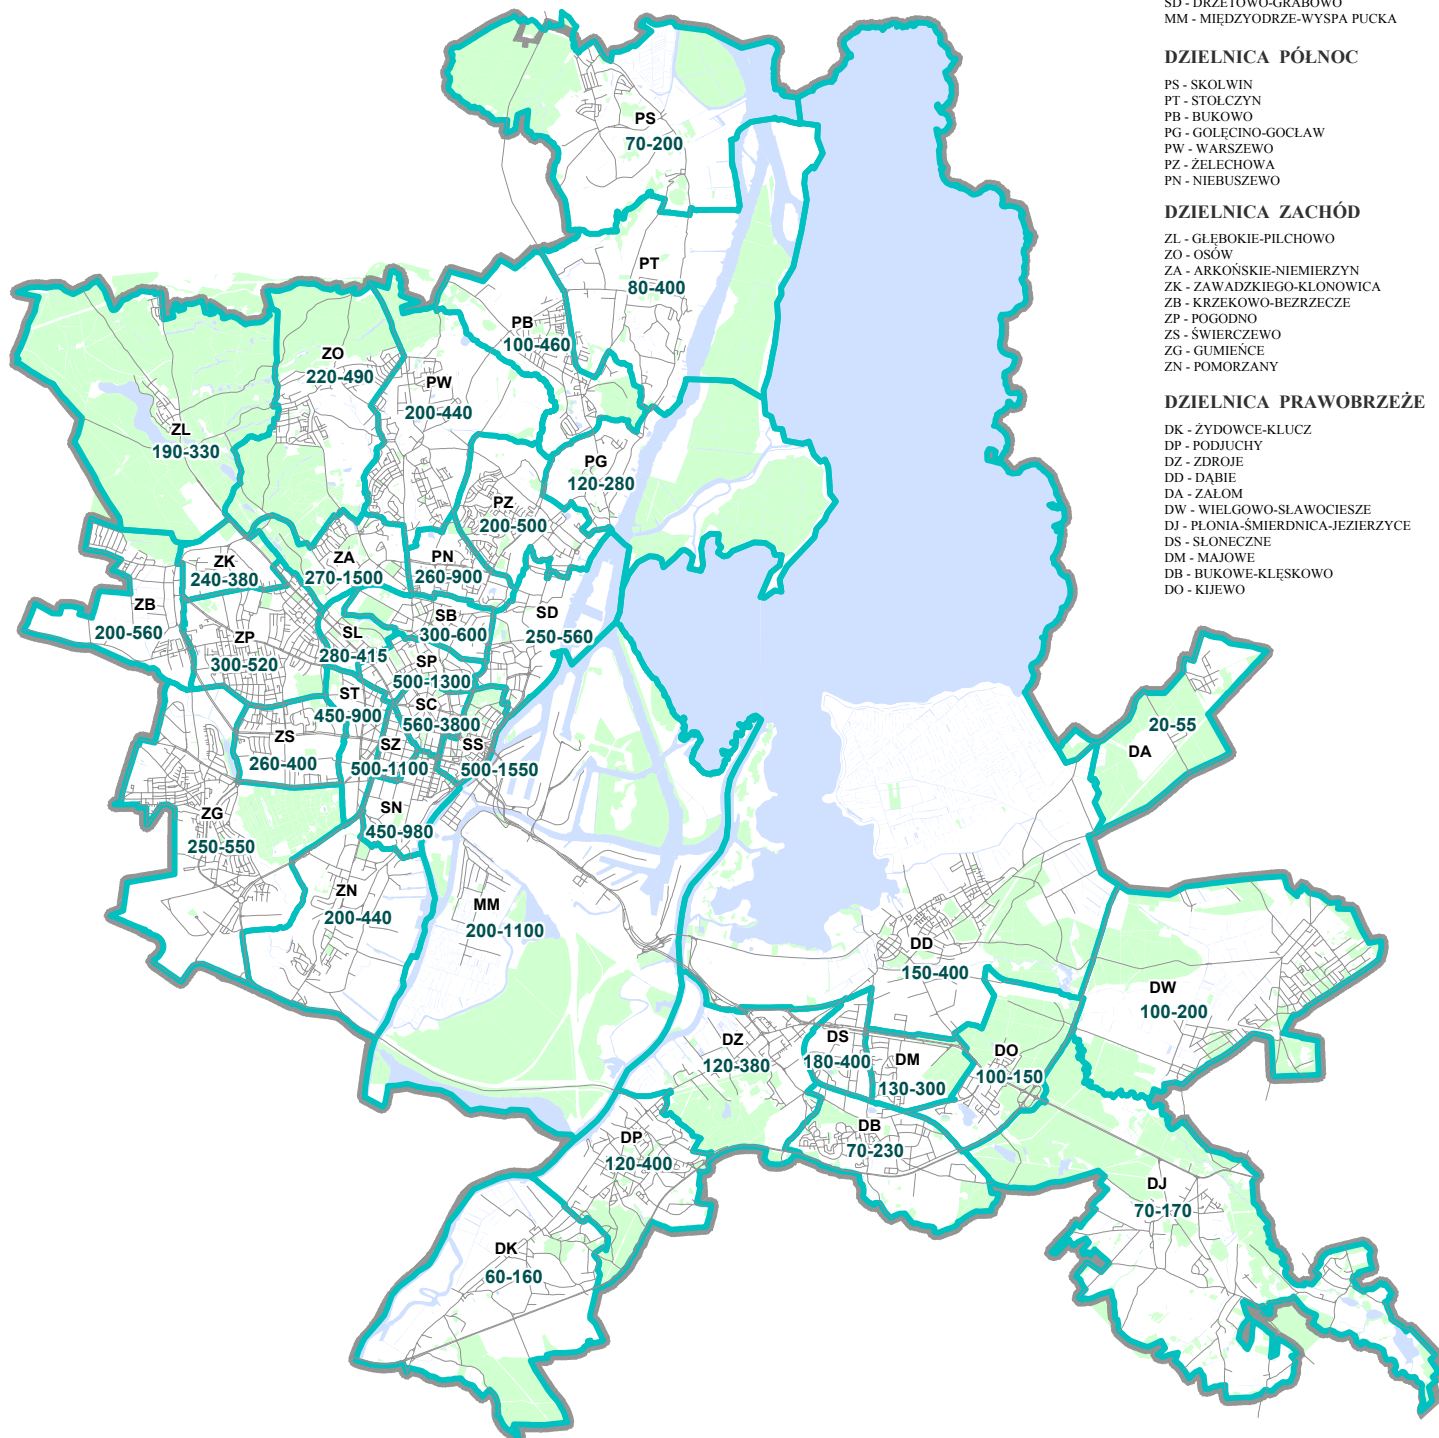 SD - DRZETOWO-GRABOWO
MM - MIĘDZYODRZE-WYSPA PUCKA
DZIELNICA PÓŁNOC
PS - SKOLWIN
PT - STOŁCZYN
PB - BUKOWO
PG - GOLĘCINO-GOCŁAW
PW - WARSZEWO
PZ - ŻELECHOWA
PN - NIEBUSZEWO
DZIELNICA ZACHÓD
ZL - GŁĘBOKIE-PILCHOWO
ZO - OSÓW
ZA - ARKOŃSKIE-NIEMIERZYN
ZK - ZAWADZKIEGO-KLONOWICA
ZB - KRZEKOWO-BEZRZECZE
ZP - POGODNO
ZS - ŚWIERCZEWO
ZG - GUMIEŃCE
ZN - POMORZANY
DZIELNICA PRAWOBRZEŻE
DK - ŻYDOWCE-KLUCZ
DP - PODJUCHY
DZ - ZDROJE
DD - DĄBIE
DA - ZAŁOM
DW - WIELGOWO-SŁAWOCIESZE
DJ - PŁONIA-ŚMIERDNICA-JEZIERZYCE
DS - SŁONECZNE
DM - MAJOWE
DB - BUKOWE-KLĘSKOWO
DO - KIJEWO
PS
70-200
PT
80-400
PB
100-460
ZO
220-490
PW
200-440
ZL
190-330
PG
120-280
PZ
200-500
ZK
240-380
ZA
270-1500
PN
260-900
ZB
200-560
ZP
300-520
SL
280-415
SB
300-600
SD
250-560
SP
500-1300
ST
450-900
SC
560-3800
ZS
260-400
SZ
500-1100
SS
500-1550
DA
20-55
ZG
250-550
SN
450-980
ZN
200-440
MM
200-1100
DD
150-400
DW
100-200
DZ
120-380
DS
180-400
DM
130-300
DO
100-150
DB
70-230
DP
120-400
DJ
70-170
DK
60-160